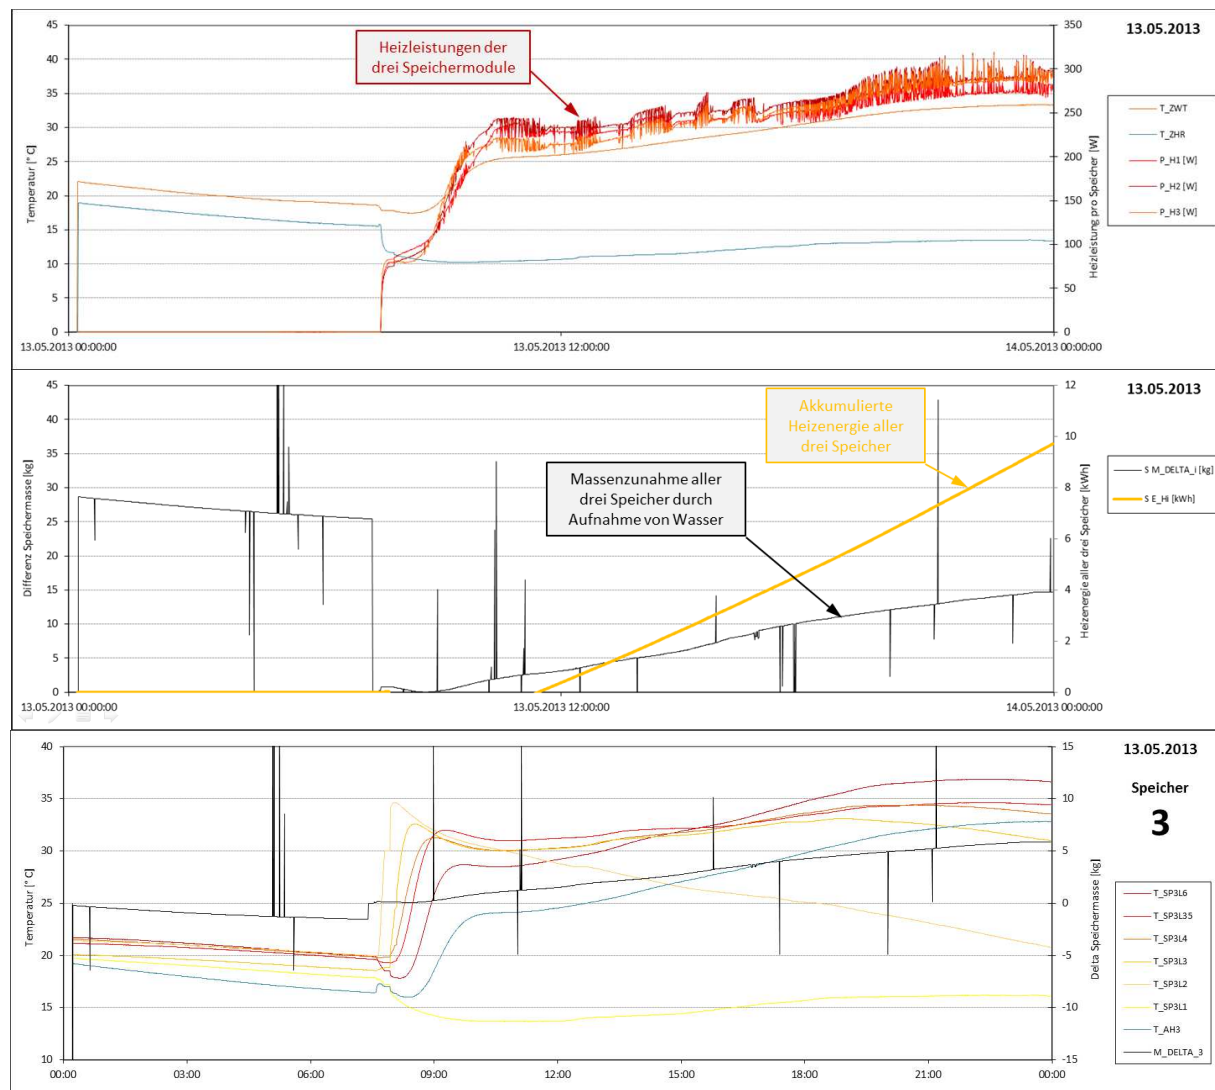 13.05.2013
Heizleistungen der
drei Speichermodule
Temperatur [° C]
45
40
35
30
25
20
15
10
5
0
350
300
250
200
150
100
50
0
Heizleistung pro Speicher [W]
T_ZWT
T_ZHR
P_H1 [W]
P_H2 [W]
P_H3 [W]
13.05.2013 00:00:00
13.05.2013 12:00:00
14.05.2013 00:00:00
13.05.2013
Akkumulierte
Heizenergie aller
drei Speicher
Massenzunahme aller
drei Speicher durch
Aufnahme von Wasser
Differenz Speichermasse [kg]
45
40
35
30
25
20
15
10
5
0
12
10
8
6
4
2
0
Heizenergie aller drei Speicher [kWh]
S M_DELTA_i [kg]
S E_Hi [kWh]
13.05.2013 00:00:00
13.05.2013 12:00:00
14.05.2013 00:00:00
13.05.2013
Speicher
3
Temperatur [° C]
40
35
30
25
20
15
10
15
10
5
0
-5
-10
-15
Delta Speichermasse [kg]
T_SP3L6
T_SP3L35
T_SP3L4
T_SP3L3
T_SP3L2
T_SP3L1
T_AH3
M_DELTA_3
00:00
03:00
06:00
09:00
12:00
15:00
18:00
21:00
00:00